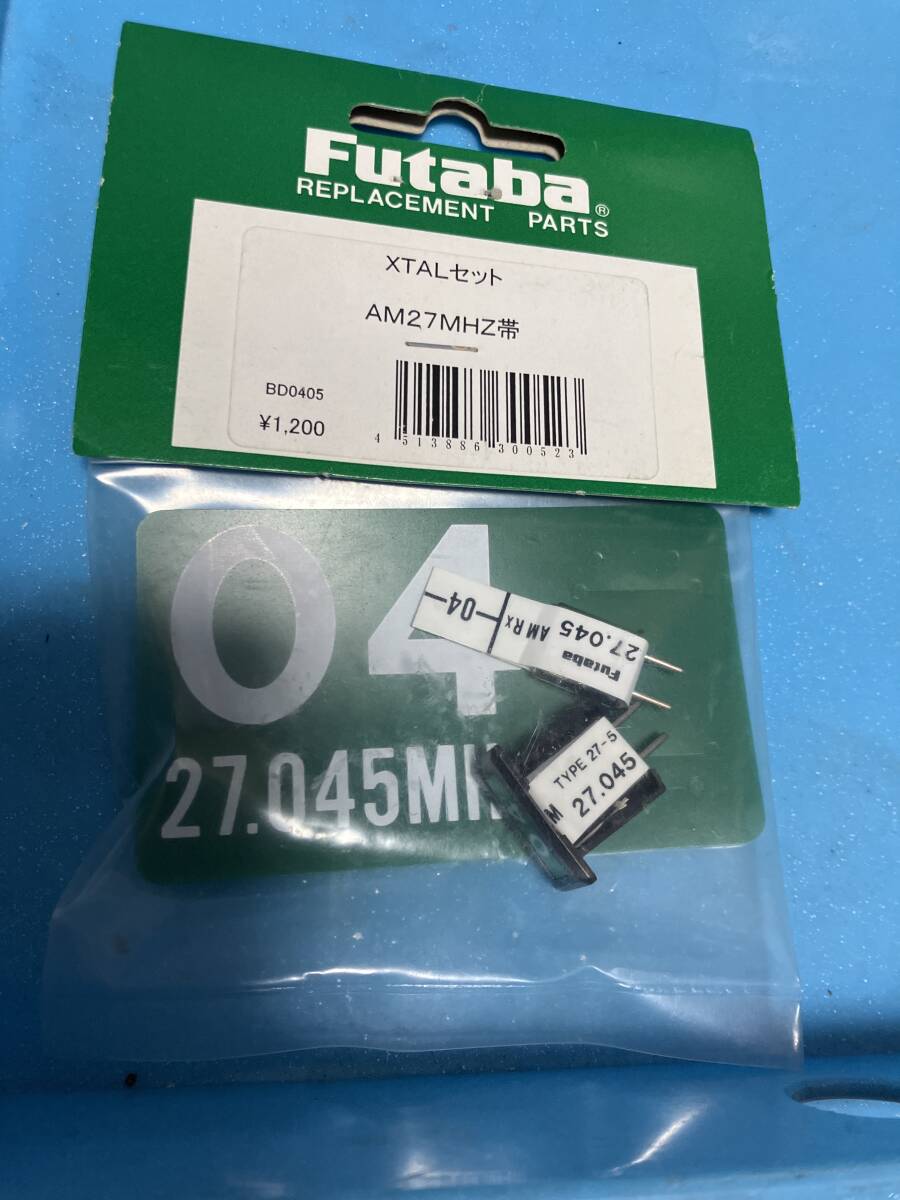 Futaba®
REPLACEMENT PARTS
XTALセット
AM27MHZ帯
BD0405
¥1,200
4 513886 300523
04
27.045MH
-04-
AM Rx
27.045
Futaba
TYPE 27-5
27.045
M